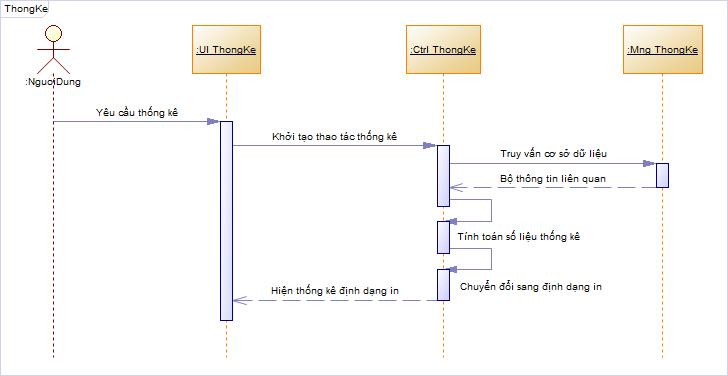 ThongKe
:NguoiDung
:UI ThongKe
:Ctrl ThongKe
:Mng ThongKe
Yêu cầu thống kê
Khởi tạo thao tác thống kê
Truy vấn cơ sở dữ liệu
Bộ thông tin liên quan
Tính toán số liệu thống kê
Chuyển đổi sang định dạng in
Hiện thống kê định dạng in